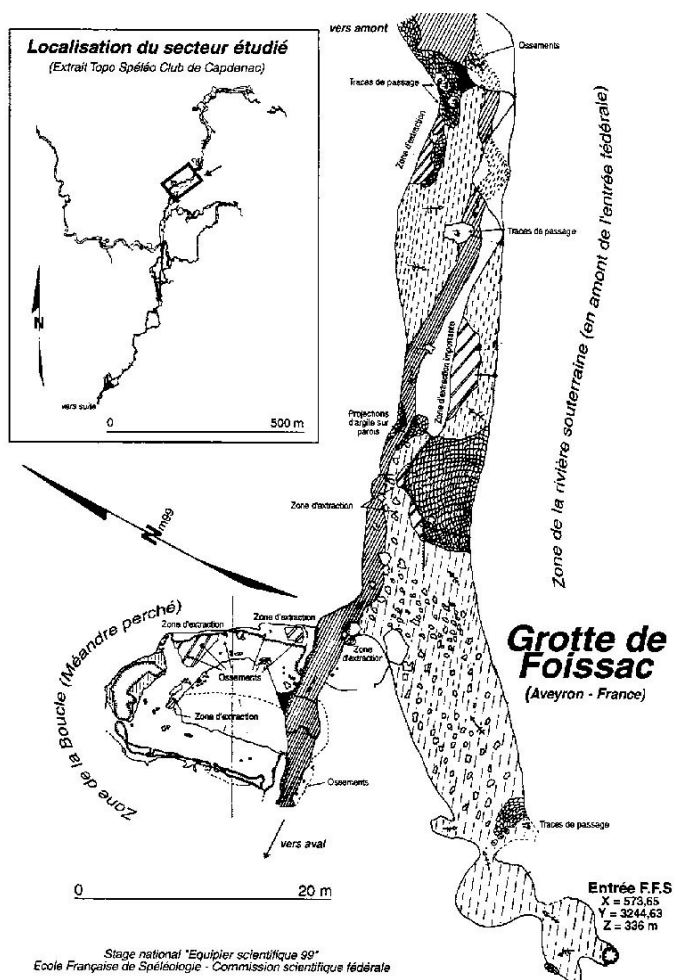 Localisation du secteur étudié
(Extrait Topo Spéléo Club de Capdenac)
N
vers suite
0 500 m
vers amont
Ossements
Traces de passage
Zone d'extraction
Traces de passage
Zone d'extraction importante
Projections
d'argile sur
parois
Zone d'extraction
Zone de la rivière souterraine (en amont de l'entrée fédérale)
Nm99
Zone de la Boucle (Méandre perché)
Zone d'extraction
Zone d'extraction
Ossements
Zone d'extraction
Zone
d'extraction
Ossements
vers aval
Grotte de
Foissac
(Aveyron - France)
Traces de passage
Entrée F.F.S
X = 573,65
Y = 3244,63
Z = 336 m
0 20 m
Stage national "Equipier scientifique 99"
Ecole Française de Spéléologie - Commission scientifique fédérale